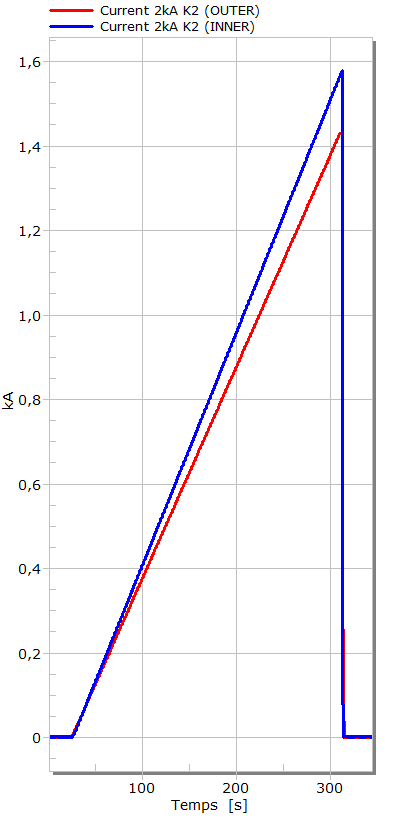 Current 2kA K2 (OUTER)
Current 2kA K2 (INNER)
1,6
1,4
1,2
1,0
0,8
kA
0,6
0,4
0,2
0
100 200 300
Temps [s]